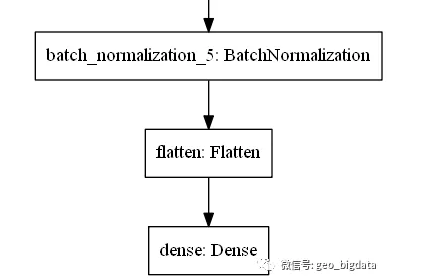 batch_normalization_5: BatchNormalization
flatten: Flatten
dense: Dense
微信号: geo_bigdata